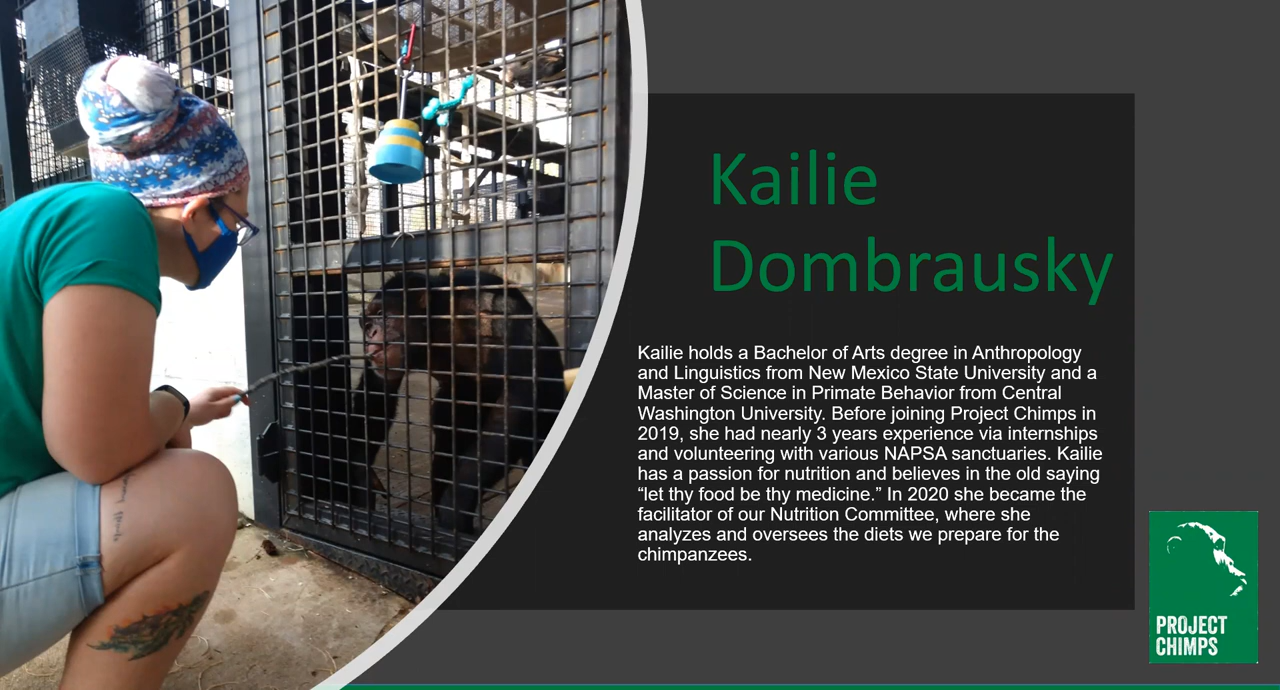 Kailie
Dombrausky
Kailie holds a Bachelor of Arts degree in Anthropology
and Linguistics from New Mexico State University and a
Master of Science in Primate Behavior from Central
Washington University. Before joining Project Chimps in
2019, she had nearly 3 years experience via internships
and volunteering with various NAPSA sanctuaries. Kailie
has a passion for nutrition and believes in the old saying
“let thy food be thy medicine.” In 2020 she became the
facilitator of our Nutrition Committee, where she
analyzes and oversees the diets we prepare for the
chimpanzees.
PROJECT
CHIMPS